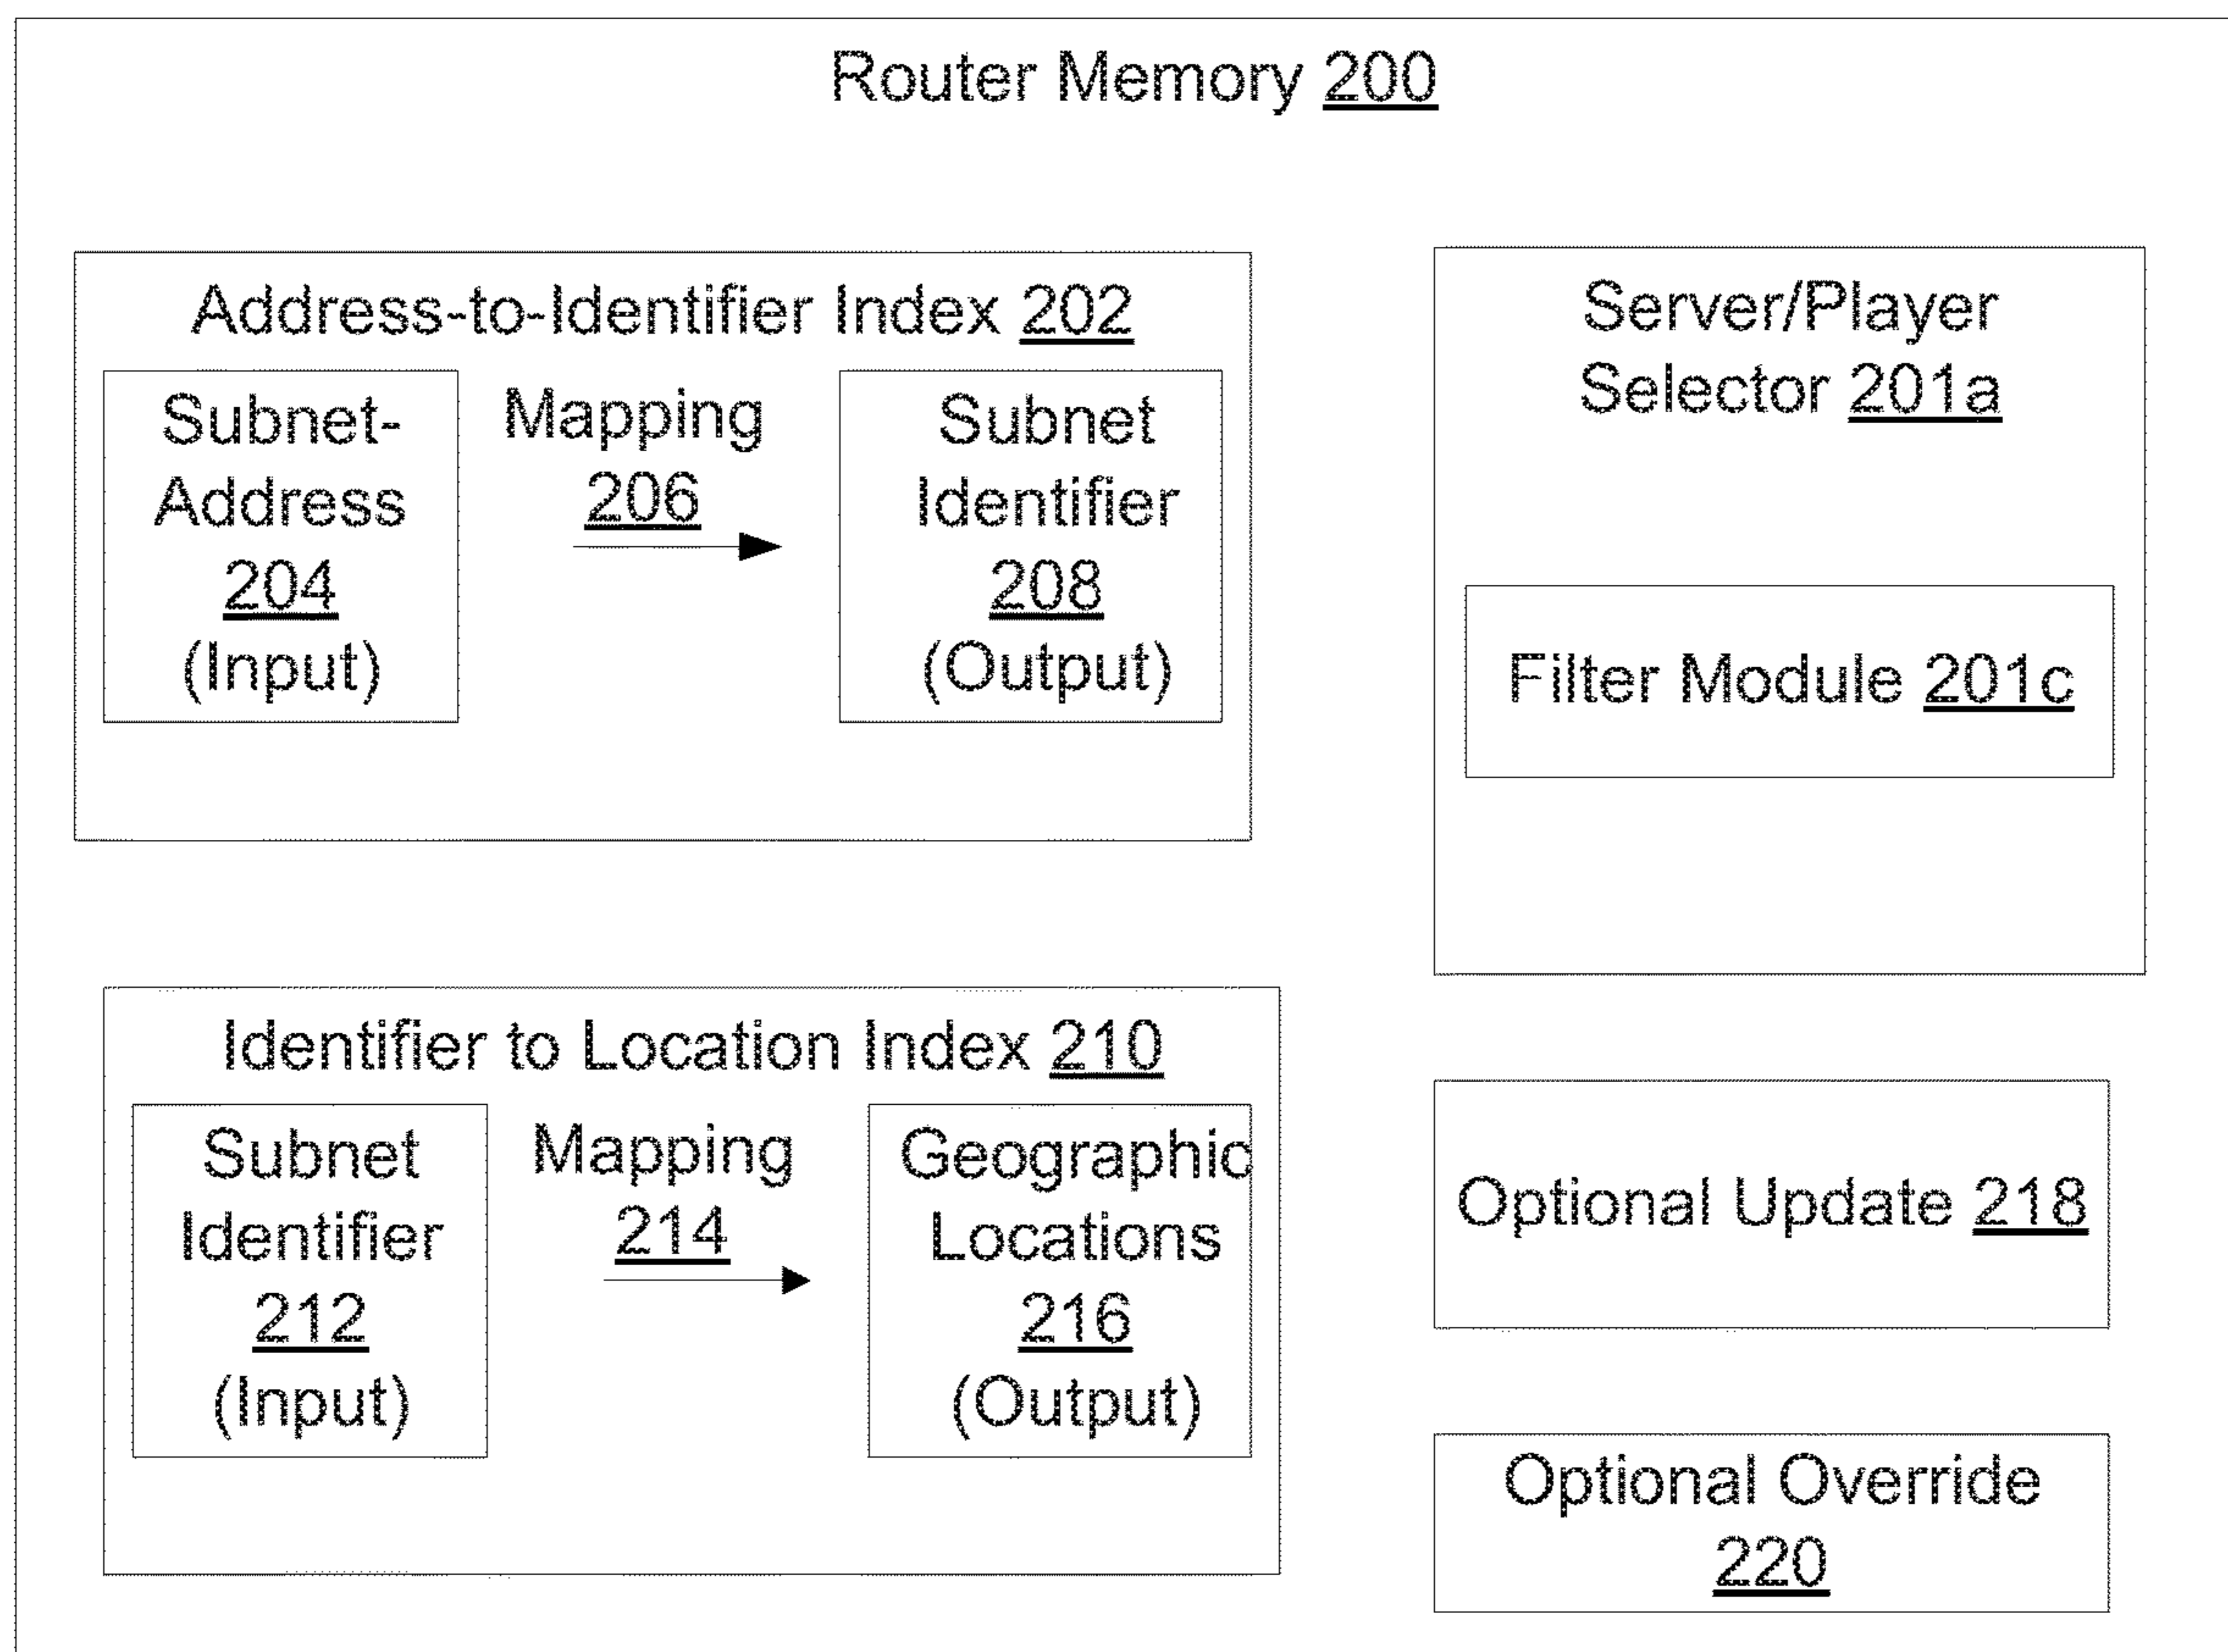 Router Memory 200
Address-to-Identifier Index 202
Subnet-
Address
204
(Input)
Mapping
206
Subnet
Identifier
208
(Output)
Server/Player
Selector 201a
Filter Module 201c
Identifier to Location Index 210
Subnet
Identifier
212
(Input)
Mapping
214
Geographic
Locations
216
(Output)
Optional Update 218
Optional Override
220